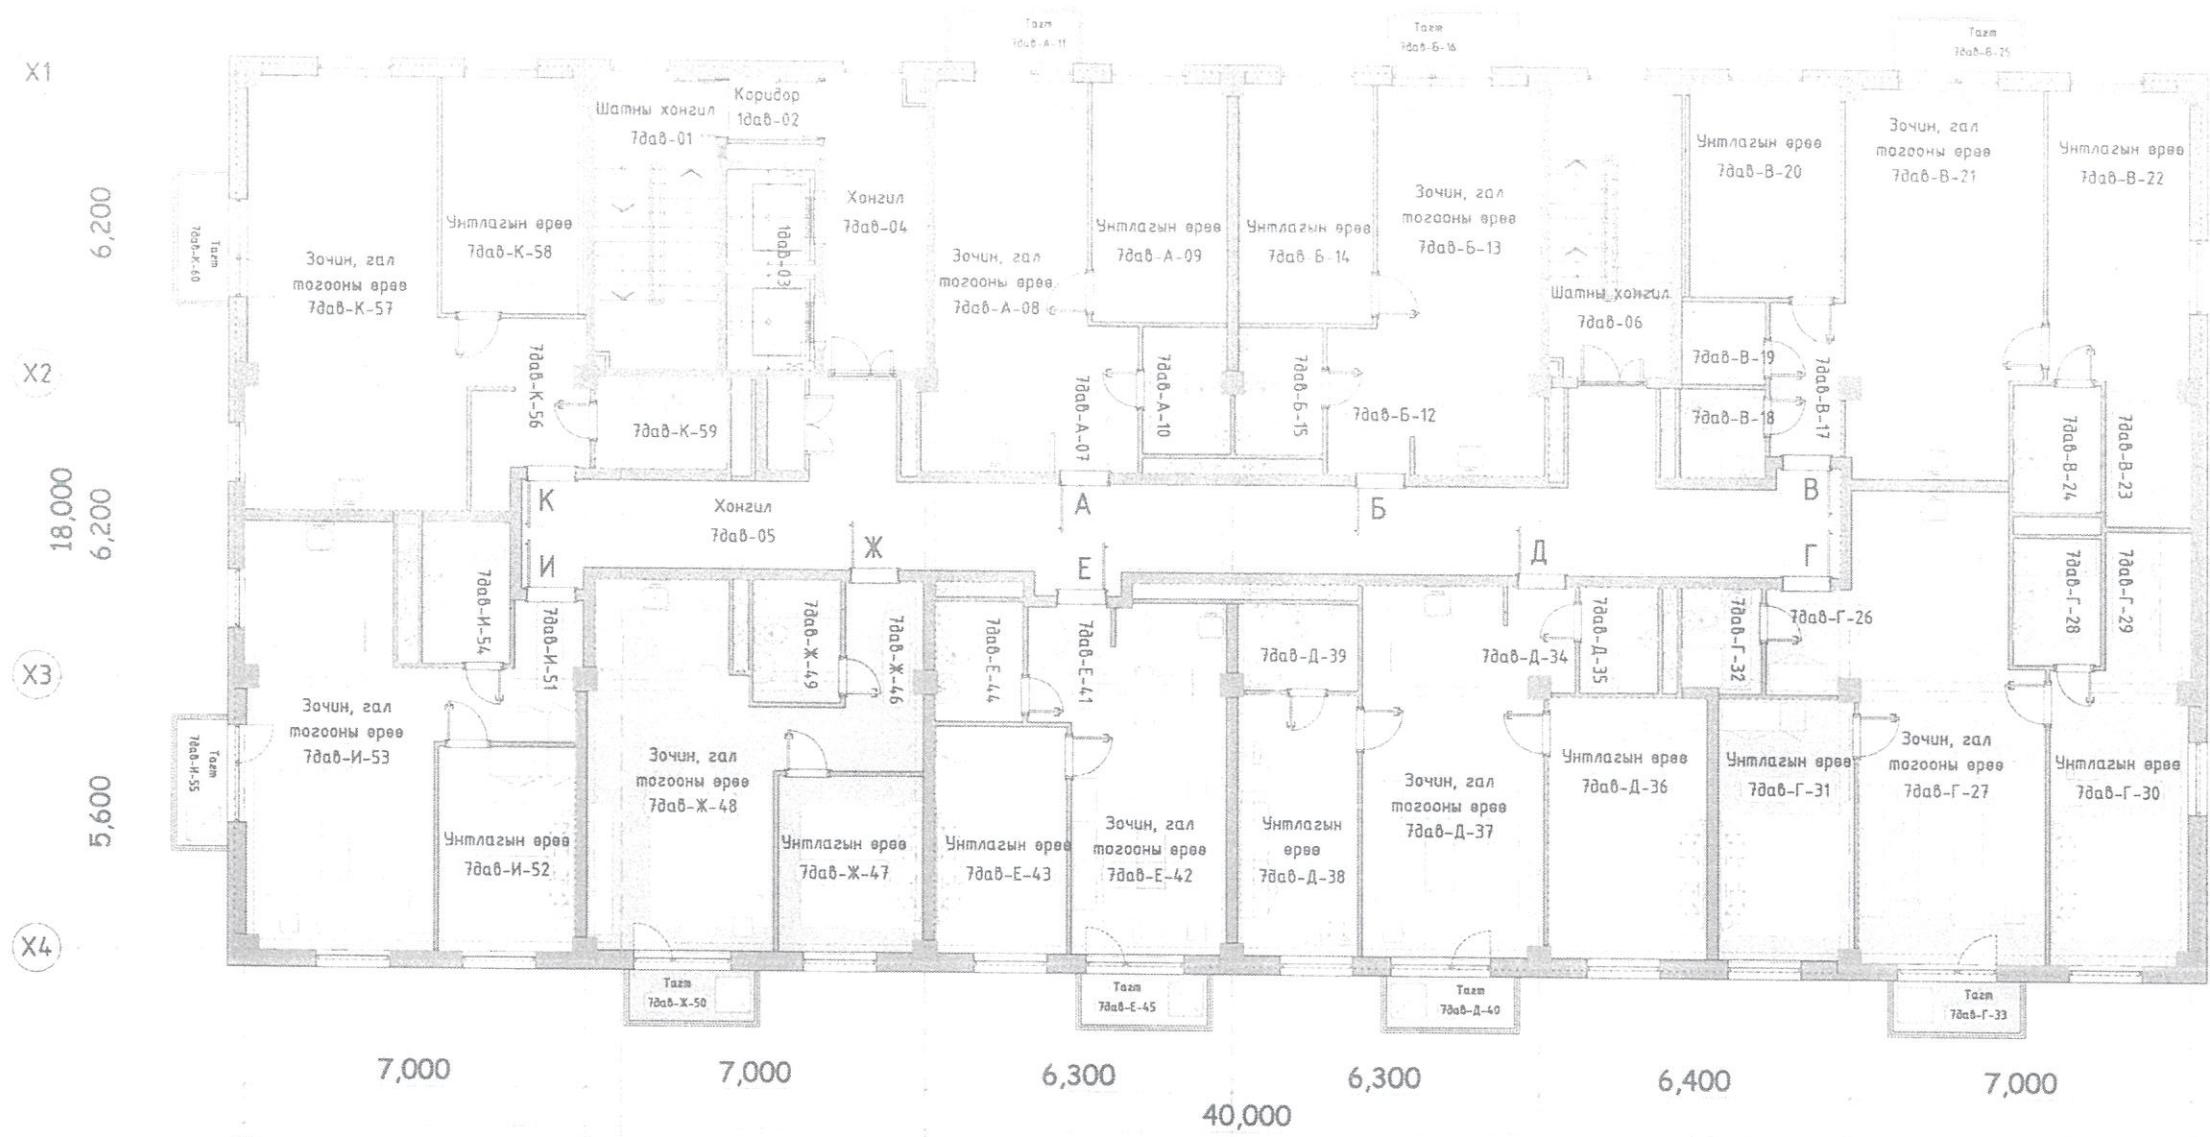 X1
X2
X3
X4
6,200
6,200
5,600
18,000
7,000
7,000
6,300
6,300
6,400
7,000
40,000
Тагт
7дав-А-11
Тагт
7дав-Б-16
Тагт
7дав-В-25
Шатны хонгил
7дав-01
Коридор
1дав-02
1дав-03
Хонгил
7дав-04
Тагт
7дав-К-60
Зочин, гал
тогооны өрөө
7дав-К-57
Унтлагын өрөө
7дав-К-58
7дав-К-56
7дав-К-59
Зочин, гал
тогооны өрөө
7дав-А-08
Унтлагын өрөө
7дав-А-09
7дав-А-07
7дав-А-10
Унтлагын өрөө
7дав-Б-14
Зочин, гал
тогооны өрөө
7дав-Б-13
7дав-Б-15
7дав-Б-12
Шатны хонгил
7дав-06
Унтлагын өрөө
7дав-В-20
Зочин, гал
тогооны өрөө
7дав-В-21
Унтлагын өрөө
7дав-В-22
7дав-В-19
7дав-В-18
7дав-В-17
7дав-В-24
7дав-В-23
К
А
Б
В
Хонгил
7дав-05
И
Ж
Е
Д
Г
7дав-И-54
7дав-И-51
Зочин, гал
тогооны өрөө
7дав-И-53
Тагт
7дав-И-55
Унтлагын өрөө
7дав-И-52
7дав-Ж-49
7дав-Ж-46
Зочин, гал
тогооны өрөө
7дав-Ж-48
Унтлагын өрөө
7дав-Ж-47
Тагт
7дав-Ж-50
7дав-Е-44
7дав-Е-41
Унтлагын өрөө
7дав-Е-43
Зочин, гал
тогооны өрөө
7дав-Е-42
Тагт
7дав-Е-45
7дав-Д-39
7дав-Д-34
7дав-Д-35
Унтлагын
өрөө
7дав-Д-38
Зочин, гал
тогооны өрөө
7дав-Д-37
Унтлагын өрөө
7дав-Д-36
Тагт
7дав-Д-40
7дав-Г-32
7дав-Г-26
7дав-Г-28
7дав-Г-29
Унтлагын өрөө
7дав-Г-31
Зочин, гал
тогооны өрөө
7дав-Г-27
Унтлагын өрөө
7дав-Г-30
Тагт
7дав-Г-33